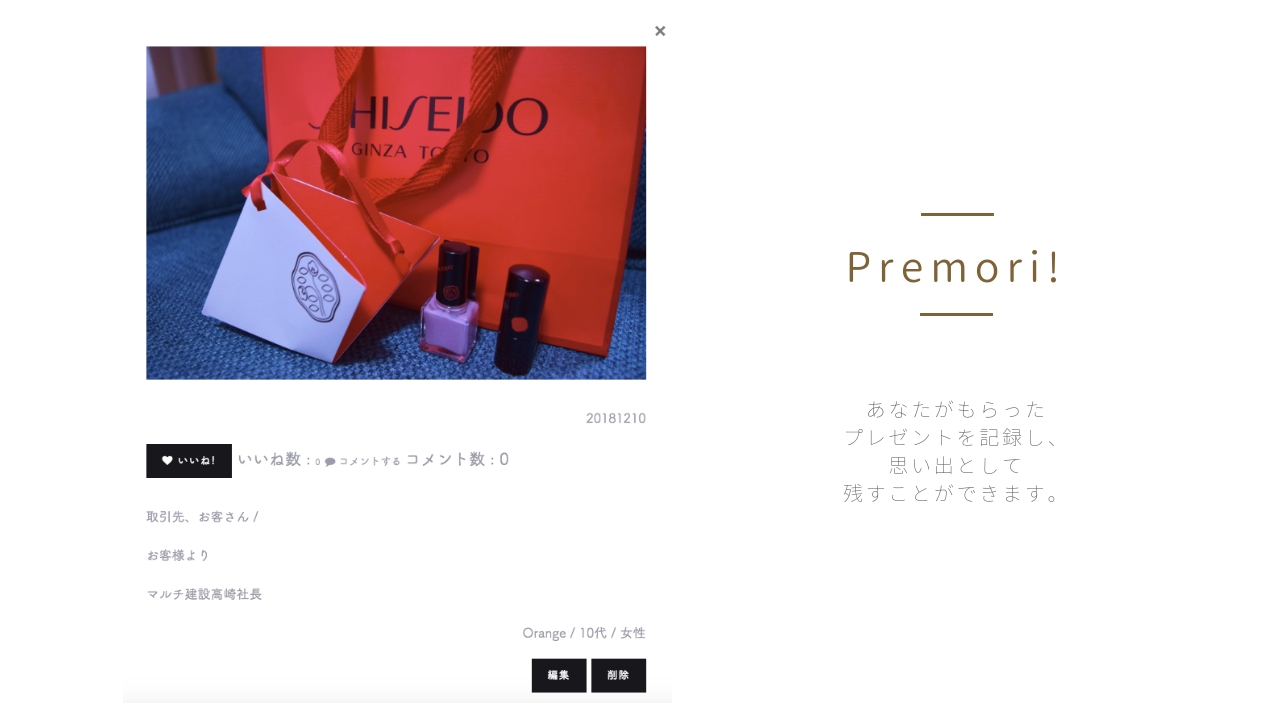 ×
SHISEIDO
GINZA TOKYO
20181210
いいね! いいね数 : 0 コメントする コメント数 : 0
取引先、お客さん /
お客様より
マルチ建設高崎社長
Orange / 10代 / 女性
編集 削除
Premori!
あなたがもらった
プレゼントを記録し、
思い出として
残すことができます。